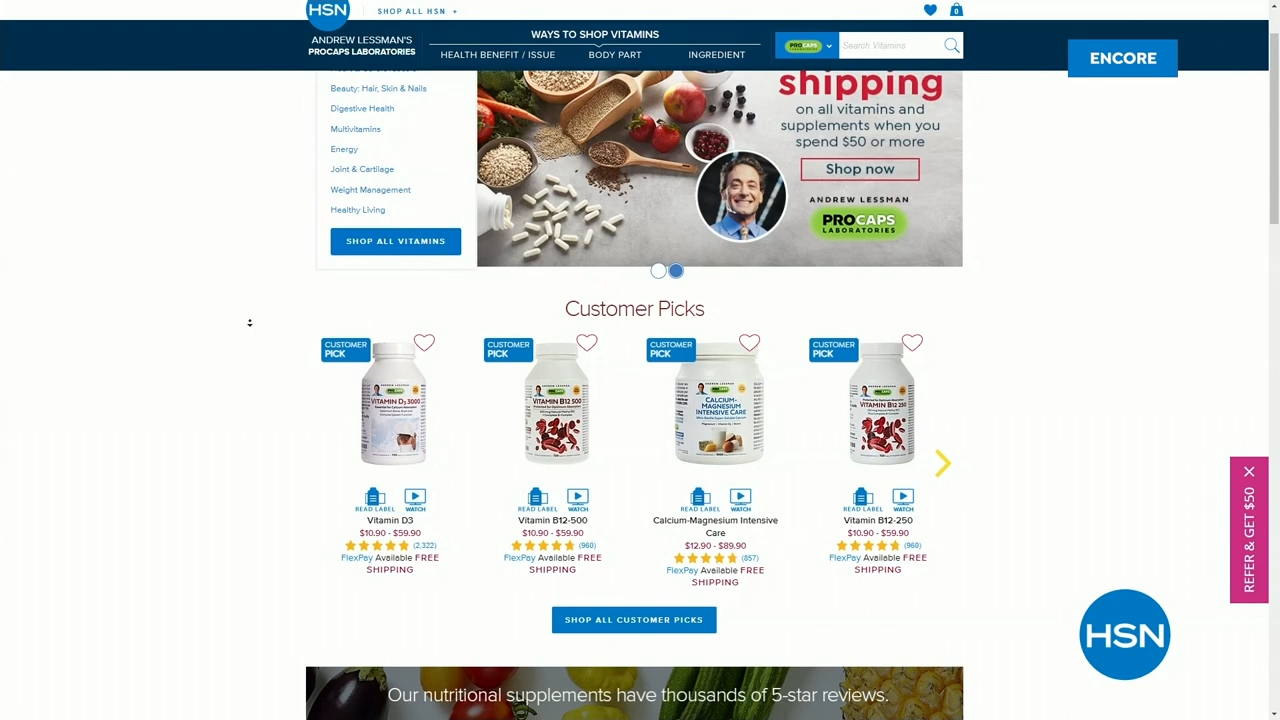 HSN
SHOP ALL HSN +
0
ANDREW LESSMAN'S
PROCAPS LABORATORIES
WAYS TO SHOP VITAMINS
HEALTH BENEFIT / ISSUE
BODY PART
INGREDIENT
PROCAPS
Search Vitamins
ENCORE
Beauty: Hair, Skin & Nails
Digestive Health
Multivitamins
Energy
Joint & Cartilage
Weight Management
Healthy Living
SHOP ALL VITAMINS
shipping
on all vitamins and
supplements when you
spend $50 or more
Shop now
ANDREW LESSMAN
PROCAPS
LABORATORIES
Customer Picks
CUSTOMER
PICK
VITAMIN D3 3000
CUSTOMER
PICK
VITAMIN B12 500
CUSTOMER
PICK
CALCIUM-
MAGNESIUM
INTENSIVE CARE
CUSTOMER
PICK
VITAMIN B12 250
READ LABEL
WATCH
READ LABEL
WATCH
READ LABEL
WATCH
READ LABEL
WATCH
Vitamin D3
$10.90 - $59.90
(2,322)
FlexPay Available FREE
SHIPPING
Vitamin B12-500
$10.90 - $59.90
(960)
FlexPay Available FREE
SHIPPING
Calcium-Magnesium Intensive
Care
$12.90 - $89.90
(857)
FlexPay Available FREE
SHIPPING
Vitamin B12-250
$10.90 - $59.90
(960)
FlexPay Available FREE
SHIPPING
REFER & GET $50
SHOP ALL CUSTOMER PICKS
HSN
Our nutritional supplements have thousands of 5-star reviews.